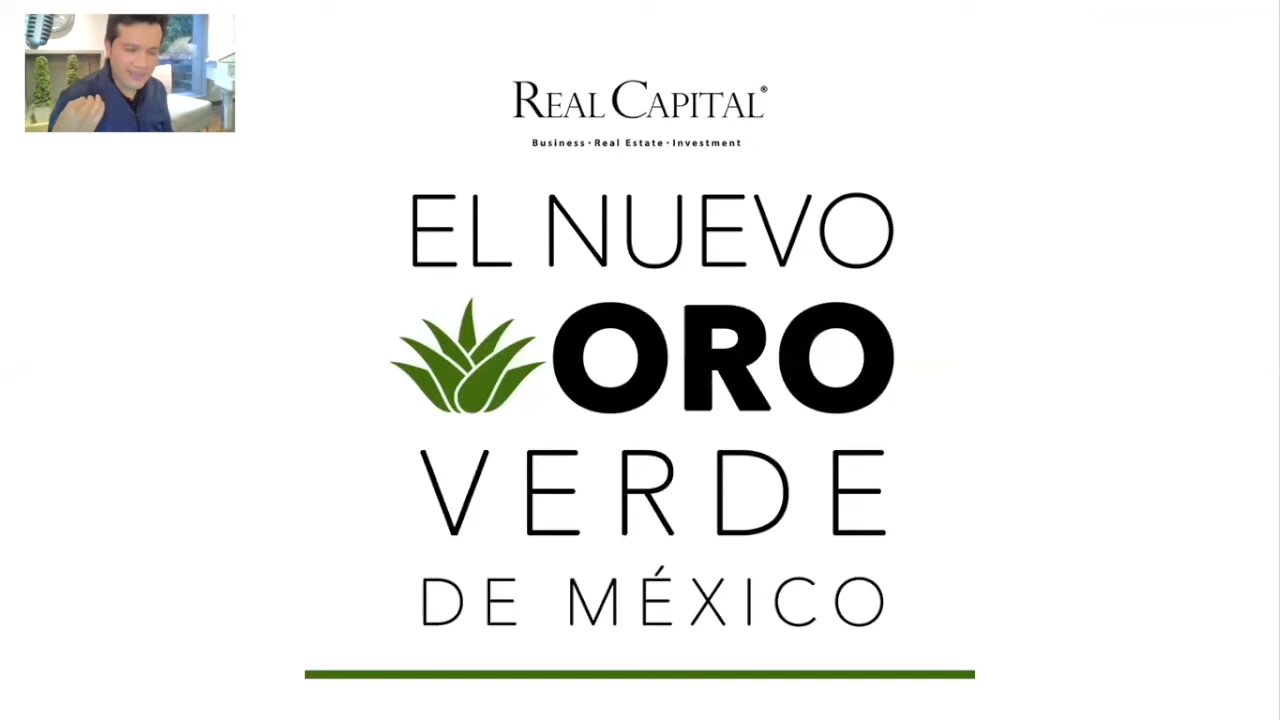 REAL CAPITAL®
Business · Real Estate · Investment
EL NUEVO
ORO
VERDE
DE MÉXICO